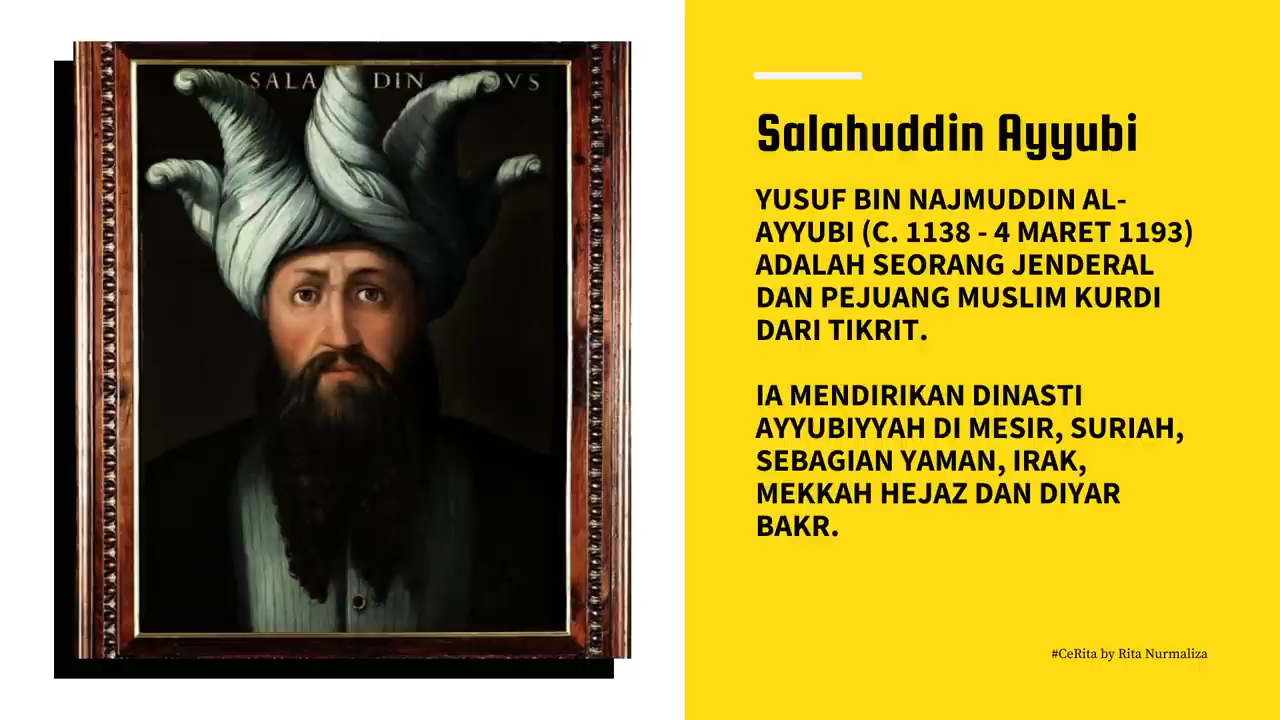 SALA DIN VS
Salahuddin Ayyubi
YUSUF BIN NAJMUDDIN AL-
AYYUBI (C. 1138 - 4 MARET 1193)
ADALAH SEORANG JENDERAL
DAN PEJUANG MUSLIM KURDI
DARI TIKRIT.
IA MENDIRIKAN DINASTI
AYYUBIYYAH DI MESIR, SURIAH,
SEBAGIAN YAMAN, IRAK,
MEKKAH HEJAZ DAN DIYAR
BAKR.
#CeRita by Rita Nurmaliza